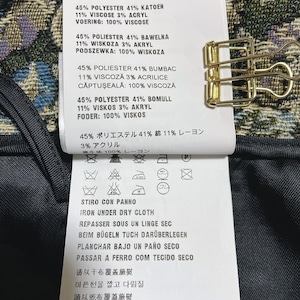 45% POLYESTER 41% KATOEN
11% VISCOSE 3% ACRYL
VOERING: 100% VISCOSE
45% POLIESTER 41% BAWEŁNA
11% WISKOZA 3% AKRYL
PODSZEWKA: 100% WISKOZA
45% POLIESTER 41% BUMBAC
11% VISCOZĂ 3% ACRILICE
CĂPTUŞEALĂ: 100% VISCOZĂ
45% POLYESTER 41% BOMULL
11% VISKOS 3% AKRYL
FODER: 100% VISKOS
45% ポリエステル 41% 綿 11% レーヨン
3% アクリル
STIRO CON PANNO
IRON UNDER DRY CLOTH
REPASSER SOUS UN LINGE SEC
BEIM BÜGELN TUCH DARÜBERLEGEN
PLANCHAR BAJO UN PAÑO SECO
PASSAR A FERRO COM TECIDO SECO